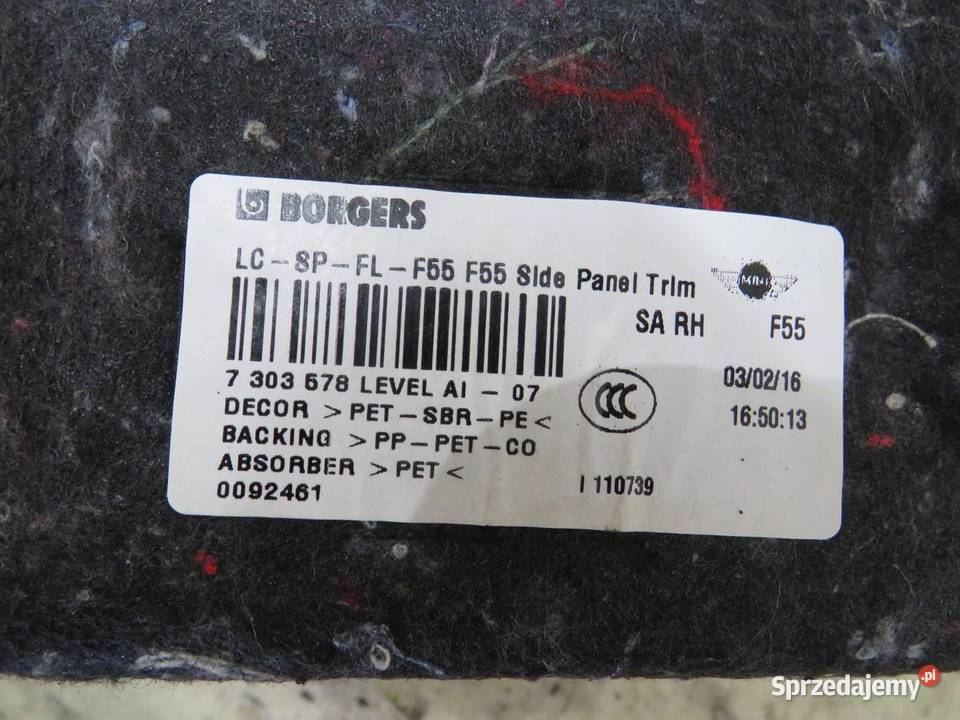 BORGERS
LC-SP-FL-F55 F55 Side Panel Trim
MINI
SA RH F55
7 303 578 LEVEL AI - 07
03/02/16
DECOR >PET-SBR-PE<
CCC
16:50:13
BACKING >PP-PET-CO
ABSORBER >PET<
0092461
I 110739
Sprzedajemy.pl